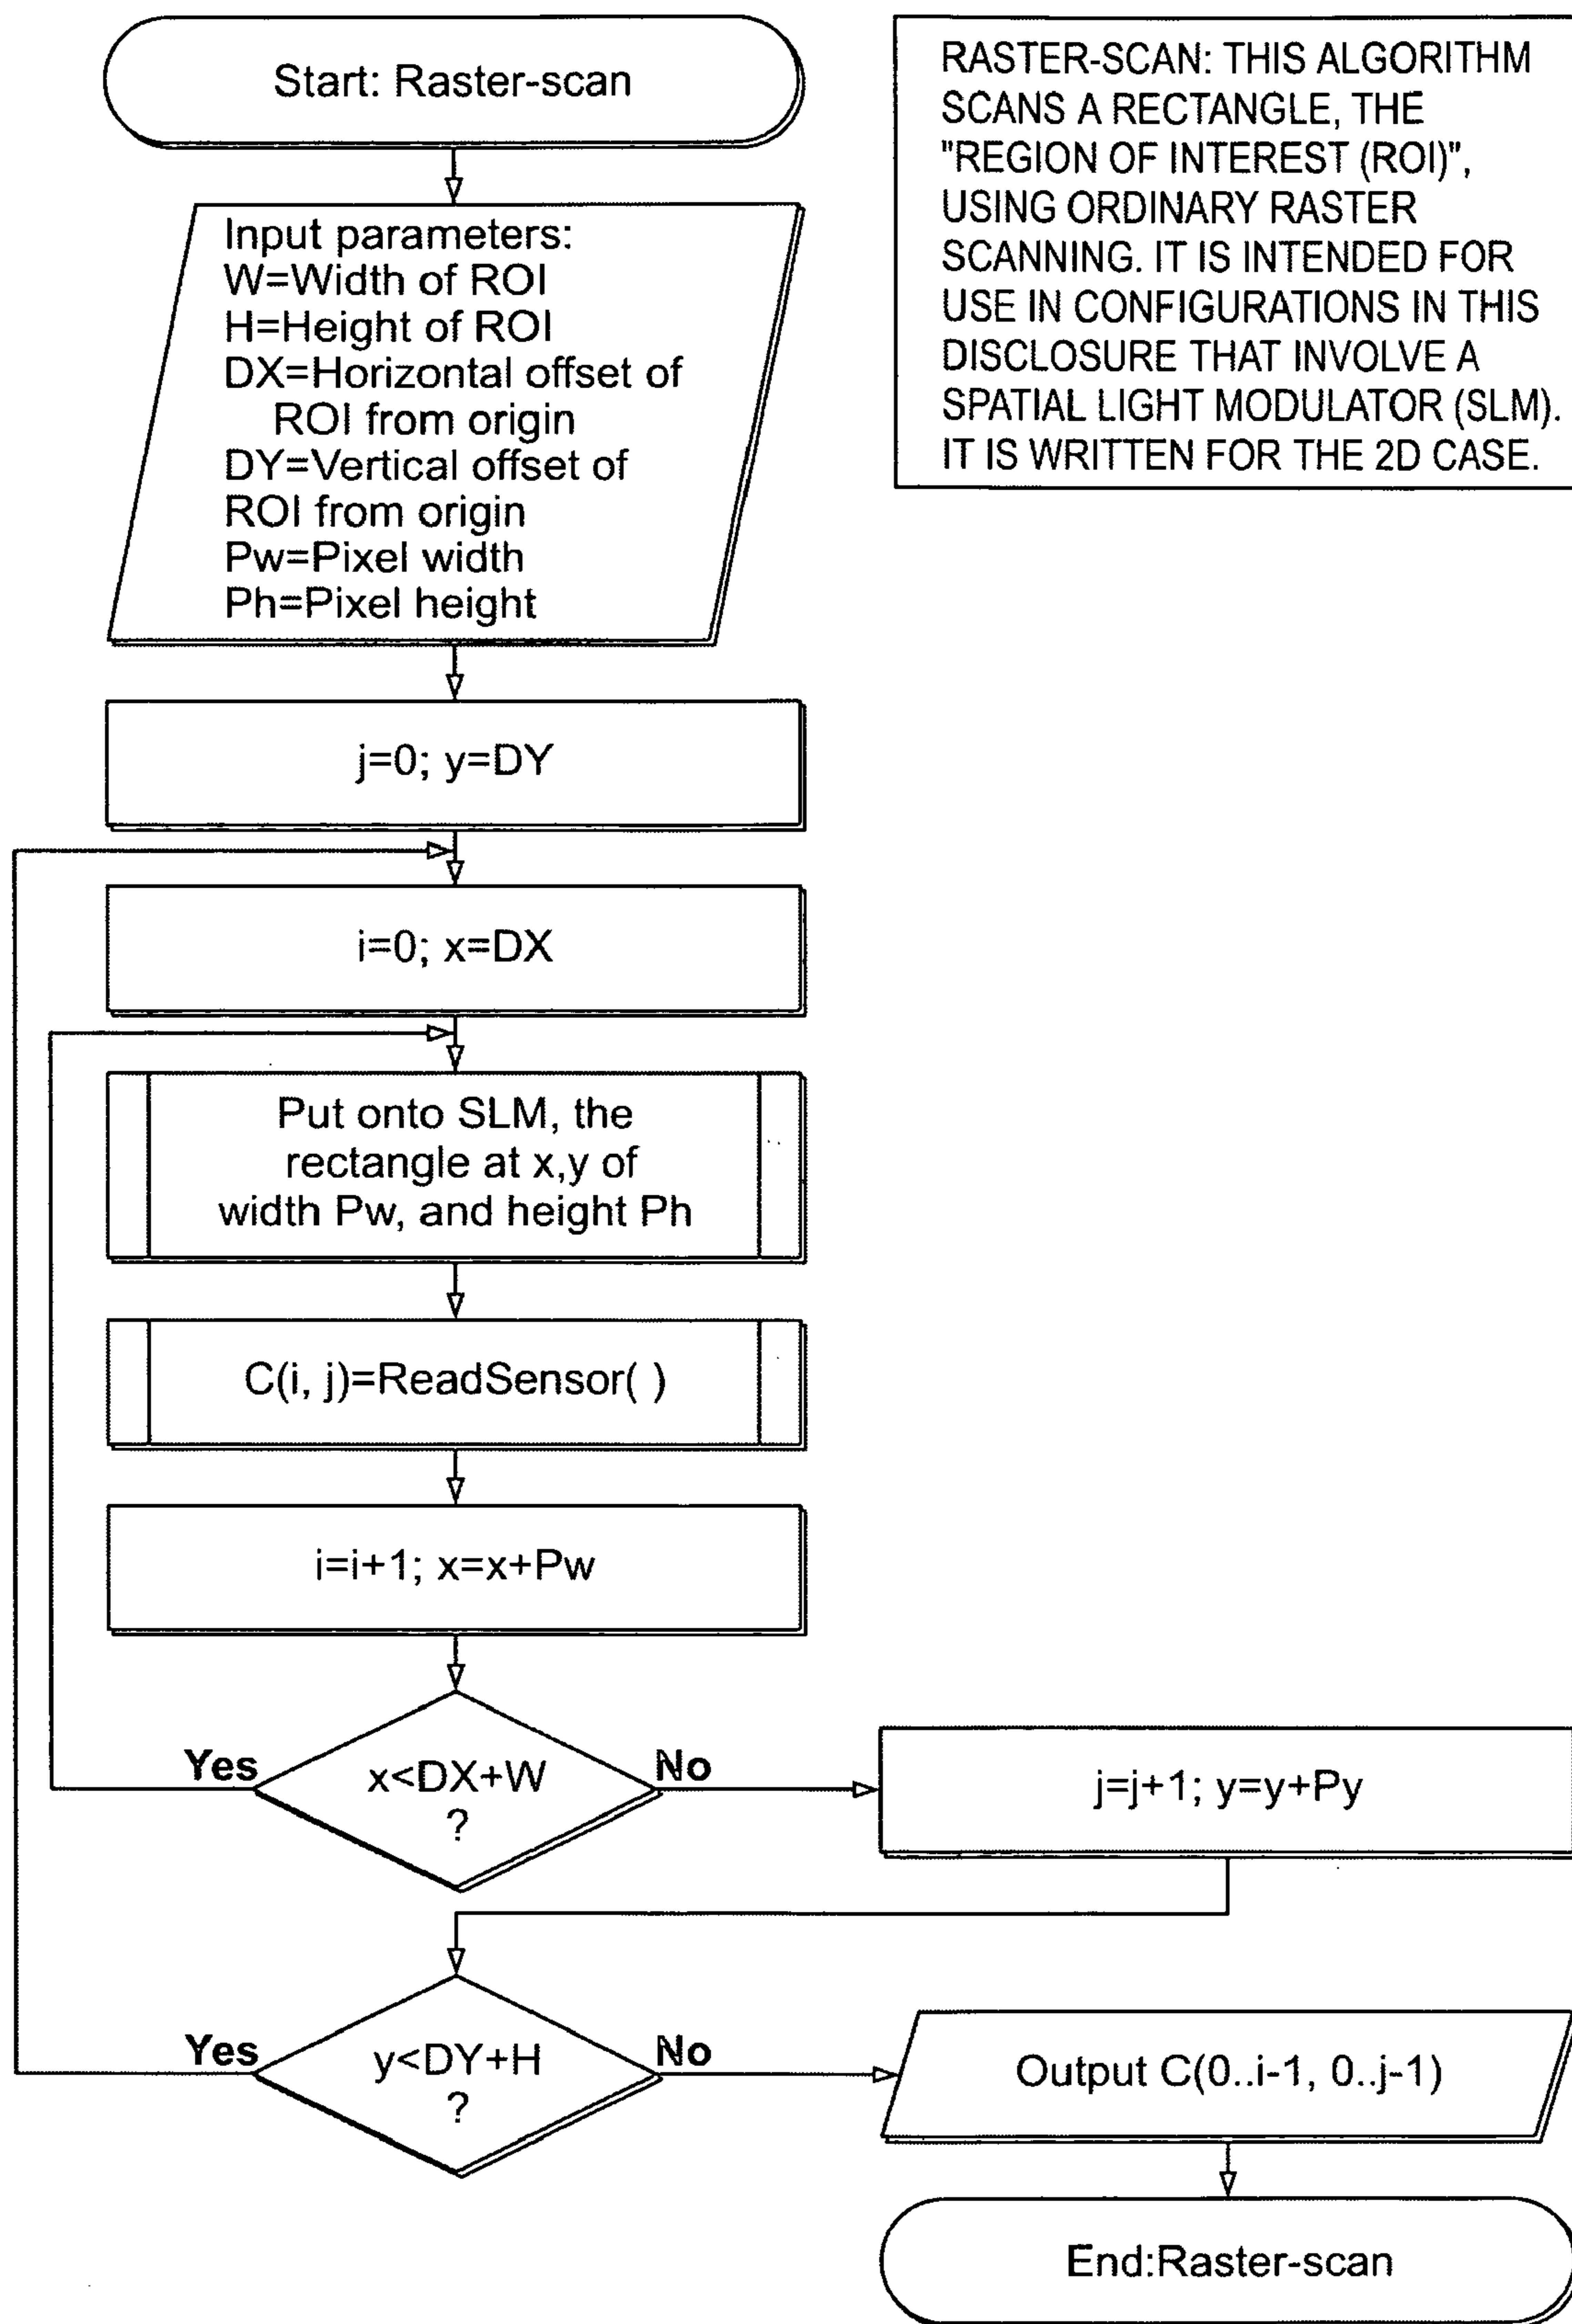 Start: Raster-scan
RASTER-SCAN: THIS ALGORITHM
SCANS A RECTANGLE, THE
"REGION OF INTEREST (ROI)",
USING ORDINARY RASTER
SCANNING. IT IS INTENDED FOR
USE IN CONFIGURATIONS IN THIS
DISCLOSURE THAT INVOLVE A
SPATIAL LIGHT MODULATOR (SLM).
IT IS WRITTEN FOR THE 2D CASE.
Input parameters:
W=Width of ROI
H=Height of ROI
DX=Horizontal offset of
ROI from origin
DY=Vertical offset of
ROI from origin
Pw=Pixel width
Ph=Pixel height
j=0; y=DY
i=0; x=DX
Put onto SLM, the
rectangle at x,y of
width Pw, and height Ph
C(i, j)=ReadSensor( )
i=i+1; x=x+Pw
Yes
x<DX+W
?
No
j=j+1; y=y+Py
Yes
y<DY+H
?
No
Output C(0..i-1, 0..j-1)
End:Raster-scan